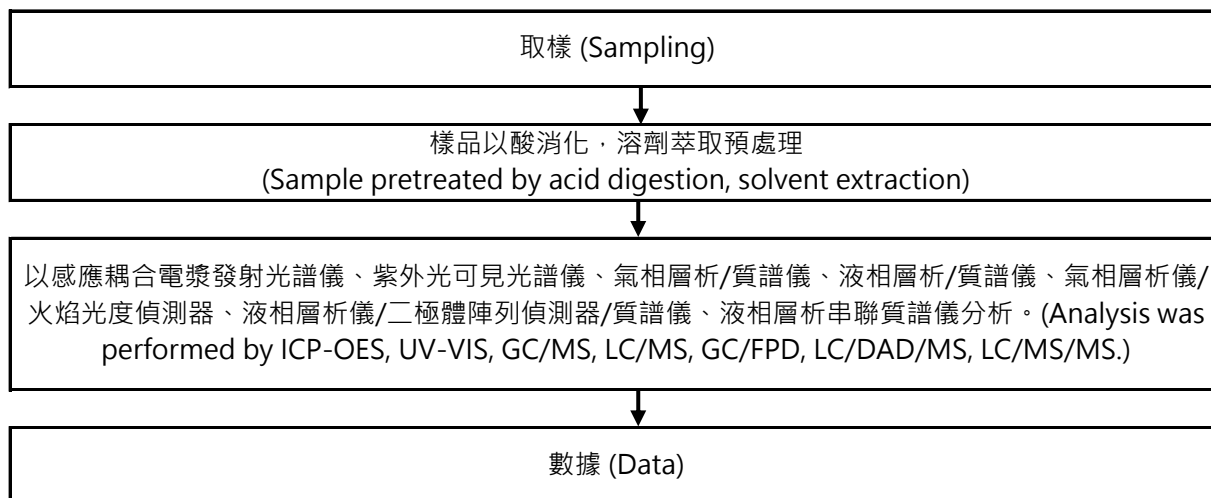 取樣 (Sampling)
樣品以酸消化，溶劑萃取預處理
(Sample pretreated by acid digestion, solvent extraction)
以感應耦合電漿發射光譜儀、紫外光可見光譜儀、氣相層析/質譜儀、液相層析/質譜儀、氣相層析儀/
火焰光度偵測器、液相層析儀/二極體陣列偵測器/質譜儀、液相層析串聯質譜儀分析。(Analysis was
performed by ICP-OES, UV-VIS, GC/MS, LC/MS, GC/FPD, LC/DAD/MS, LC/MS/MS.)
數據 (Data)